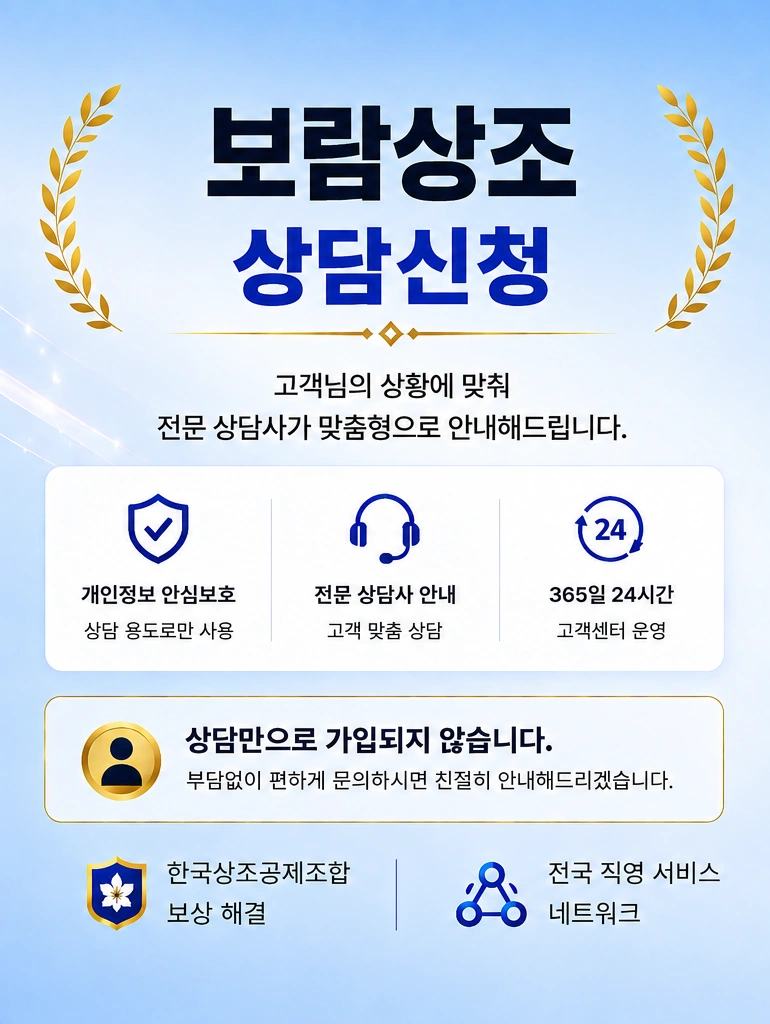 보람상조
상담신청
고객님의 상황에 맞춰
전문 상담사가 맞춤형으로 안내해드립니다.
개인정보 안심보호
상담 용도로만 사용
전문 상담사 안내
고객 맞춤 상담
24
365일 24시간
고객센터 운영
상담만으로 가입되지 않습니다.
부담없이 편하게 문의하시면 친절히 안내해드리겠습니다.
한국상조공제조합
보상 해결
전국 직영 서비스
네트워크